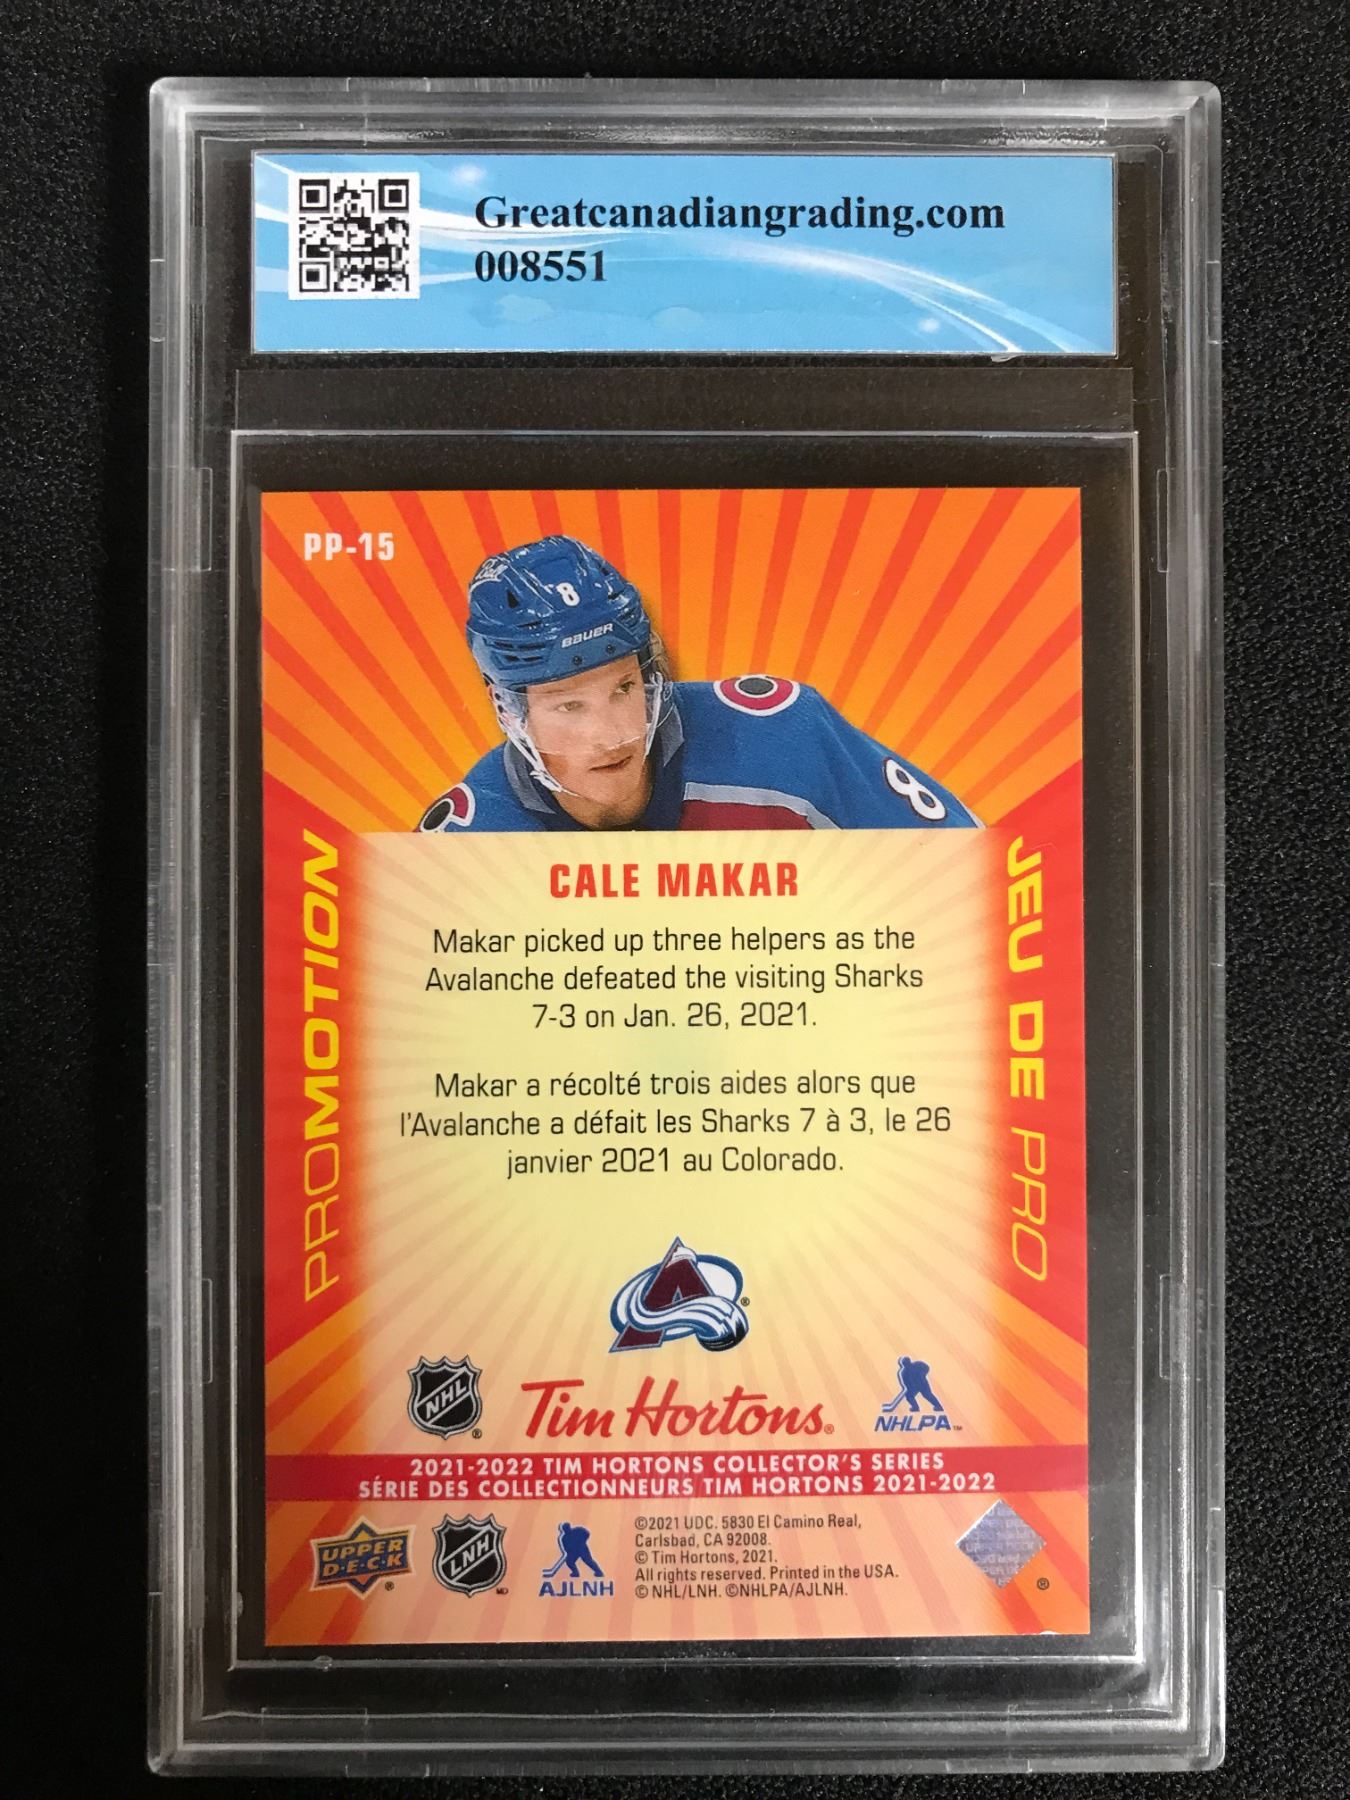 Greatcanadiangrading.com
008551
PP-15
8
BAUER
8
PROMOTION
JEU DE PRO
CALE MAKAR
Makar picked up three helpers as the
Avalanche defeated the visiting Sharks
7-3 on Jan. 26, 2021.
Makar a récolté trois aides alors que
l'Avalanche a défait les Sharks 7 à 3, le 26
janvier 2021 au Colorado.
NHL ® Tim Hortons® NHLPA™
2021-2022 TIM HORTONS COLLECTOR'S SERIES
SÉRIE DES COLLECTIONNEURS TIM HORTONS 2021-2022
UPPER
D·E·C·K ®
LNH MD
AJLNH
©2021 UDC. 5830 El Camino Real,
Carlsbad, CA 92008.
© Tim Hortons, 2021.
All rights reserved. Printed in the USA.
© NHL/LNH. ©NHLPA/AJLNH.
®